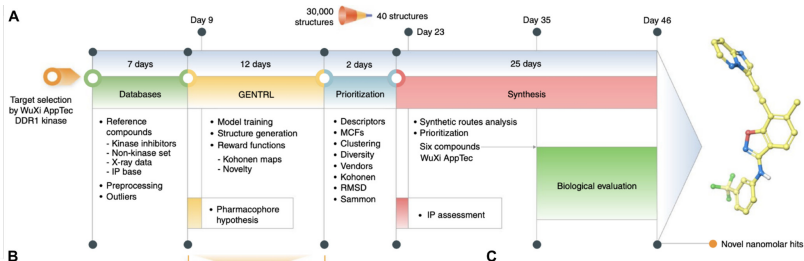 A
30,000
structures
40 structures
Day 9
Day 23
Day 35
Day 46
7 days
12 days
2 days
25 days
Databases
GENTRL
Prioritization
Synthesis
Target selection
by WuXi AppTec
DDR1 kinase
• Reference
compounds
- Kinase inhibitors
- Non-kinase set
- X-ray data
- IP base
• Preprocessing
• Outliers
• Model training
• Structure generation
• Reward functions
- Kohonen maps
- Novelty
• Pharmacophore
hypothesis
• Descriptors
• MCFs
• Clustering
• Diversity
• Vendors
• Kohonen
• RMSD
• Sammon
• Synthetic routes analysis
• Prioritization
Six compounds
WuXi AppTec
• IP assessment
Biological evaluation
Novel nanomolar hits
B
C